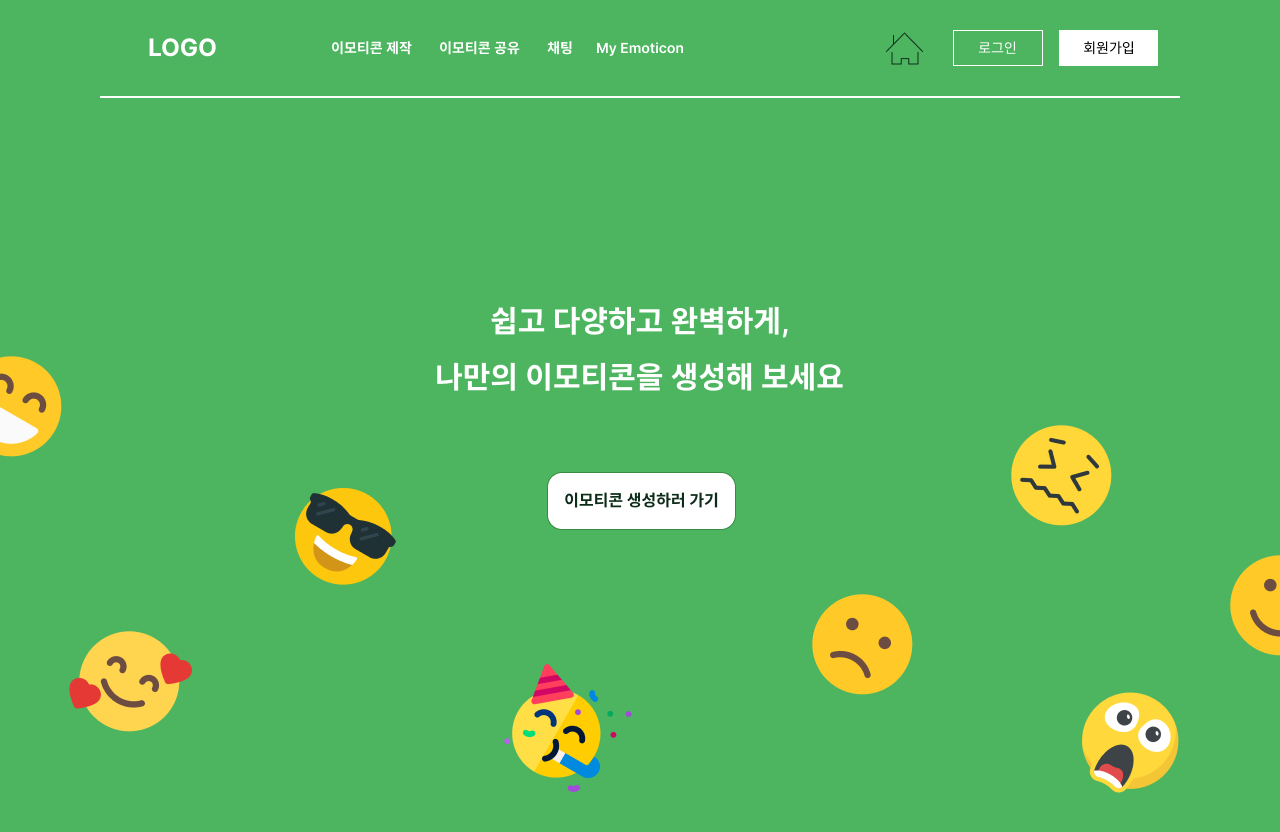 LOGO
이모티콘 제작
이모티콘 공유
채팅
My Emoticon
로그인
회원가입
쉽고 다양하고 완벽하게,
나만의 이모티콘을 생성해 보세요
이모티콘 생성하러 가기